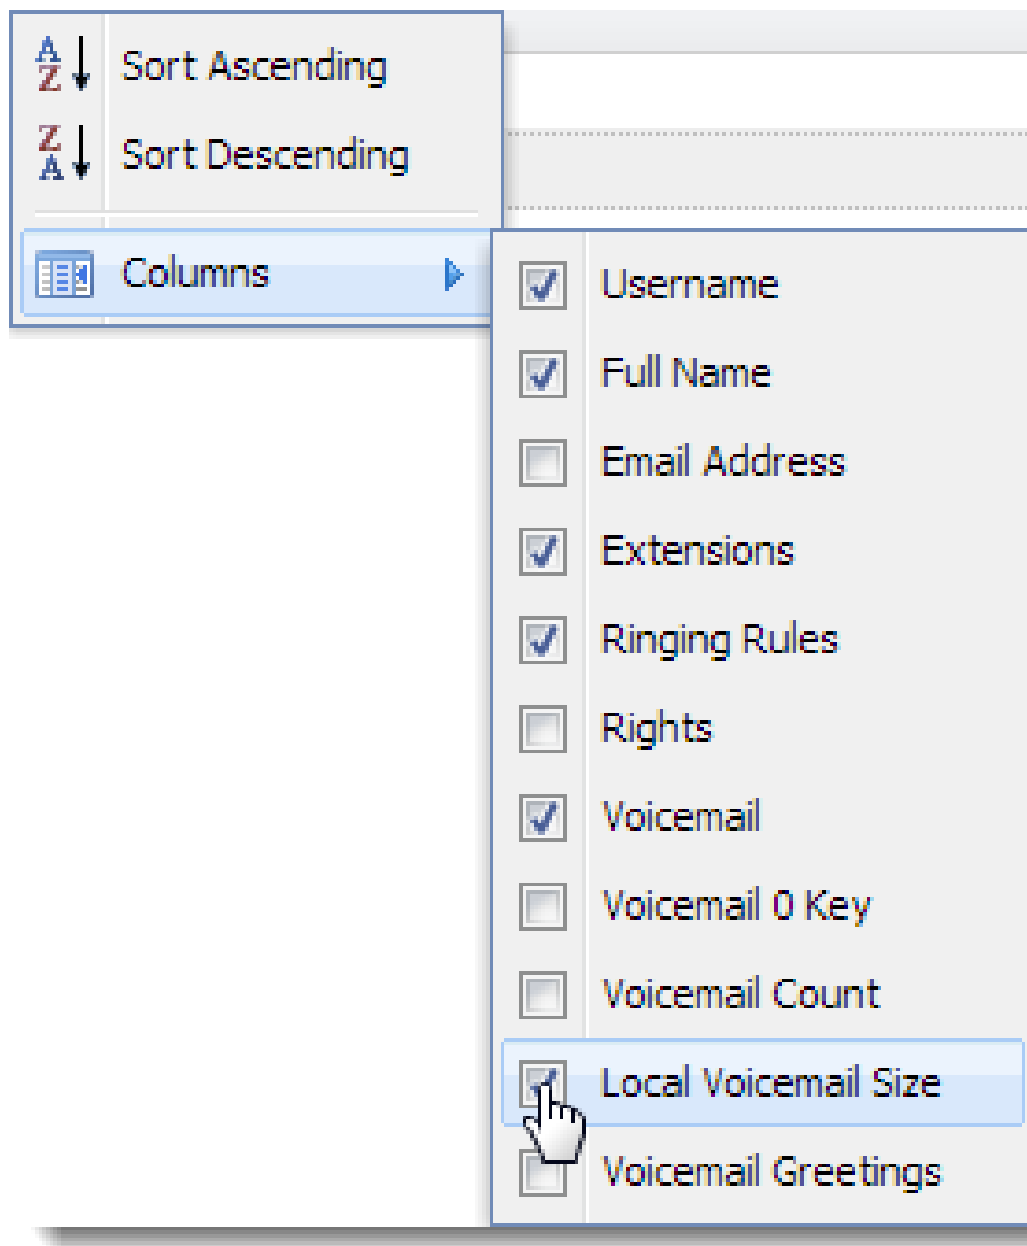 Sort Ascending
Sort Descending
Columns
Username
Full Name
Email Address
Extensions
Ringing Rules
Rights
Voicemail
Voicemail 0 Key
Voicemail Count
Local Voicemail Size
Voicemail Greetings